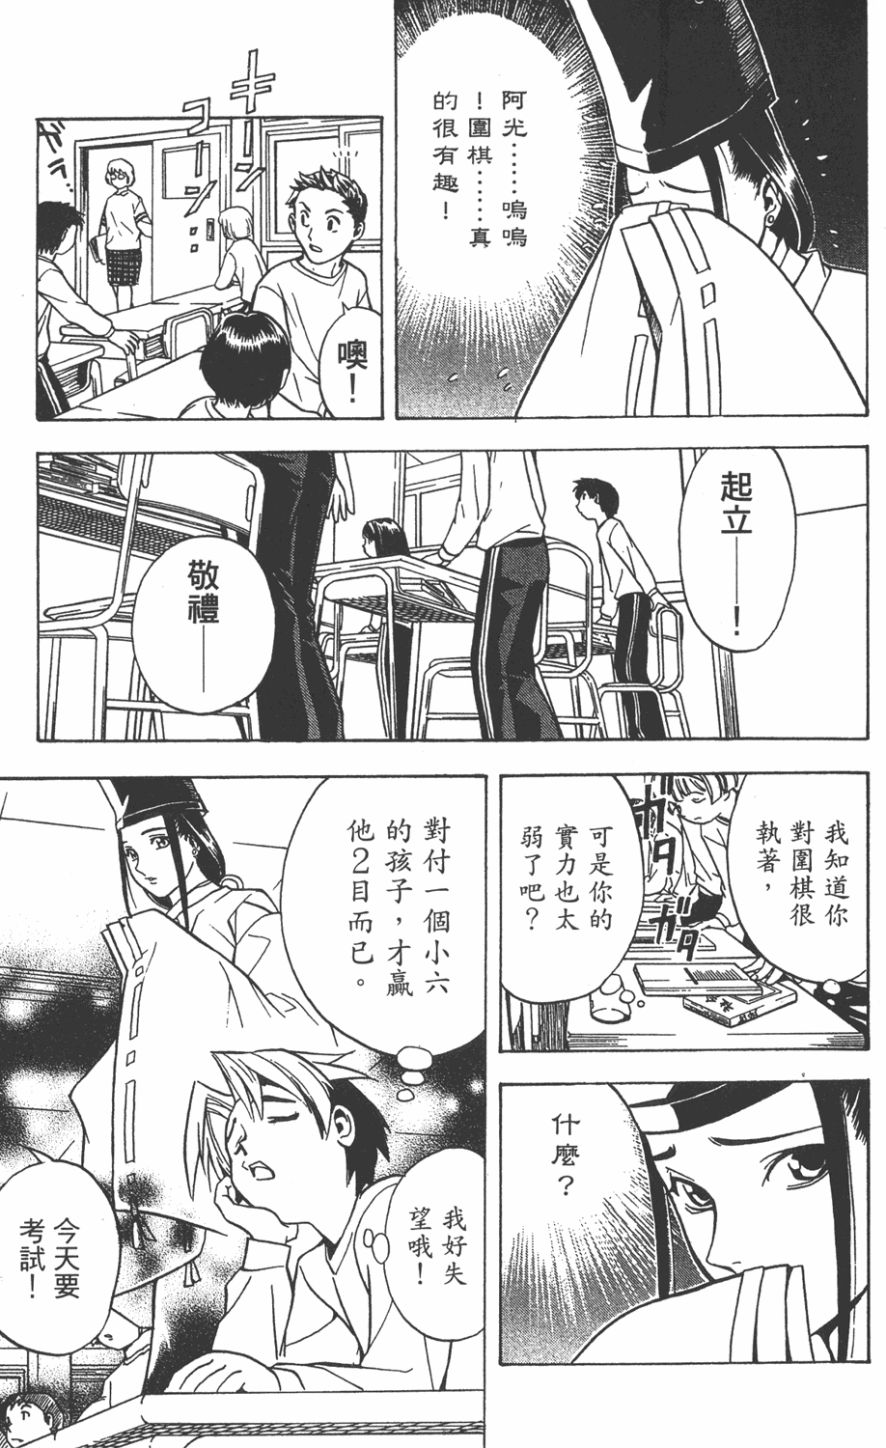 阿光……嗚嗚
！圍棋……真
的很有趣！
キーン
コーン
噢！
起立——！
敬禮——
我知道你
對圍棋很
執著，
可是你的
實力也太
弱了吧？
ガタ
ガタ
什麼？
對付一個小六
的孩子，才贏
他2目而已。
我好失
望哦！
今天要
考試！